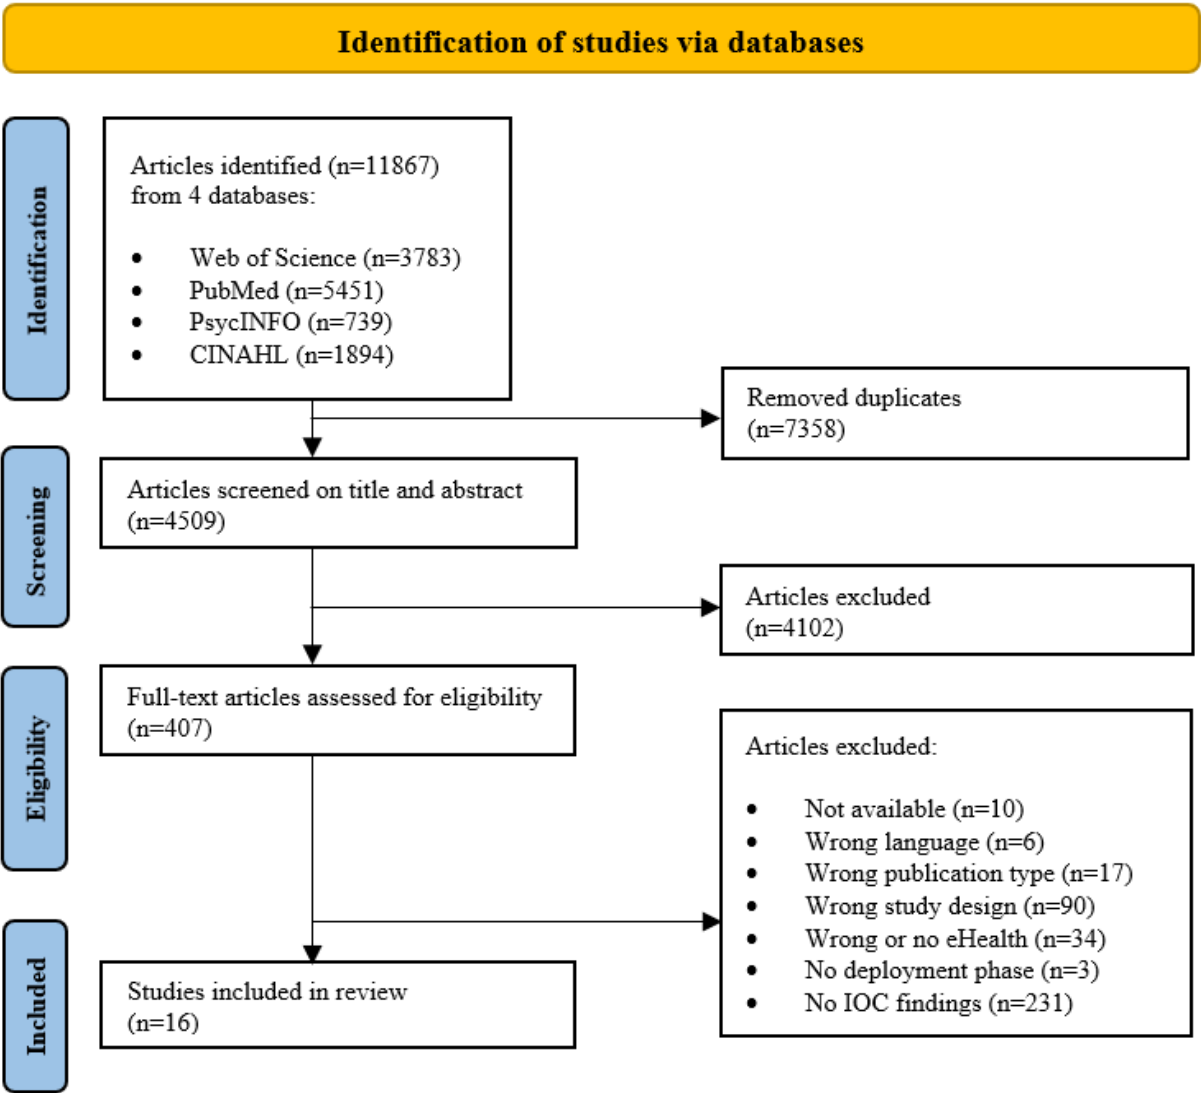 Identification of studies via databases
Identification
Articles identified (n=11867)
from 4 databases:
• Web of Science (n=3783)
• PubMed (n=5451)
• PsycINFO (n=739)
• CINAHL (n=1894)
Removed duplicates
(n=7358)
Screening
Articles screened on title and abstract
(n=4509)
Articles excluded
(n=4102)
Eligibility
Full-text articles assessed for eligibility
(n=407)
Articles excluded:
• Not available (n=10)
• Wrong language (n=6)
• Wrong publication type (n=17)
• Wrong study design (n=90)
• Wrong or no eHealth (n=34)
• No deployment phase (n=3)
• No IOC findings (n=231)
Included
Studies included in review
(n=16)